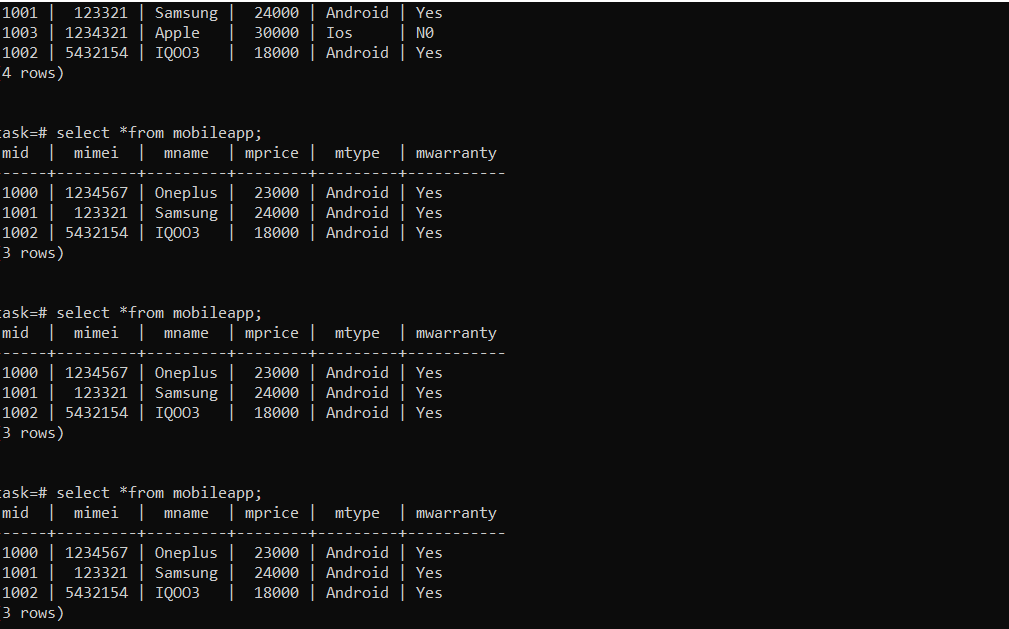 1001 |  123321 | Samsung |  24000 | Android | Yes
1003 | 1234321 | Apple   |  30000 | Ios     | N0
1002 | 5432154 | IQOO3   |  18000 | Android | Yes
4 rows)
task=# select *from mobileapp;
mid  |  mimei  |  mname  | mprice |  mtype  | mwarranty
-----+---------+---------+--------+---------+-----------
1000 | 1234567 | Oneplus |  23000 | Android | Yes
1001 |  123321 | Samsung |  24000 | Android | Yes
1002 | 5432154 | IQOO3   |  18000 | Android | Yes
3 rows)
task=# select *from mobileapp;
mid  |  mimei  |  mname  | mprice |  mtype  | mwarranty
-----+---------+---------+--------+---------+-----------
1000 | 1234567 | Oneplus |  23000 | Android | Yes
1001 |  123321 | Samsung |  24000 | Android | Yes
1002 | 5432154 | IQOO3   |  18000 | Android | Yes
3 rows)
task=# select *from mobileapp;
mid  |  mimei  |  mname  | mprice |  mtype  | mwarranty
-----+---------+---------+--------+---------+-----------
1000 | 1234567 | Oneplus |  23000 | Android | Yes
1001 |  123321 | Samsung |  24000 | Android | Yes
1002 | 5432154 | IQOO3   |  18000 | Android | Yes
3 rows)